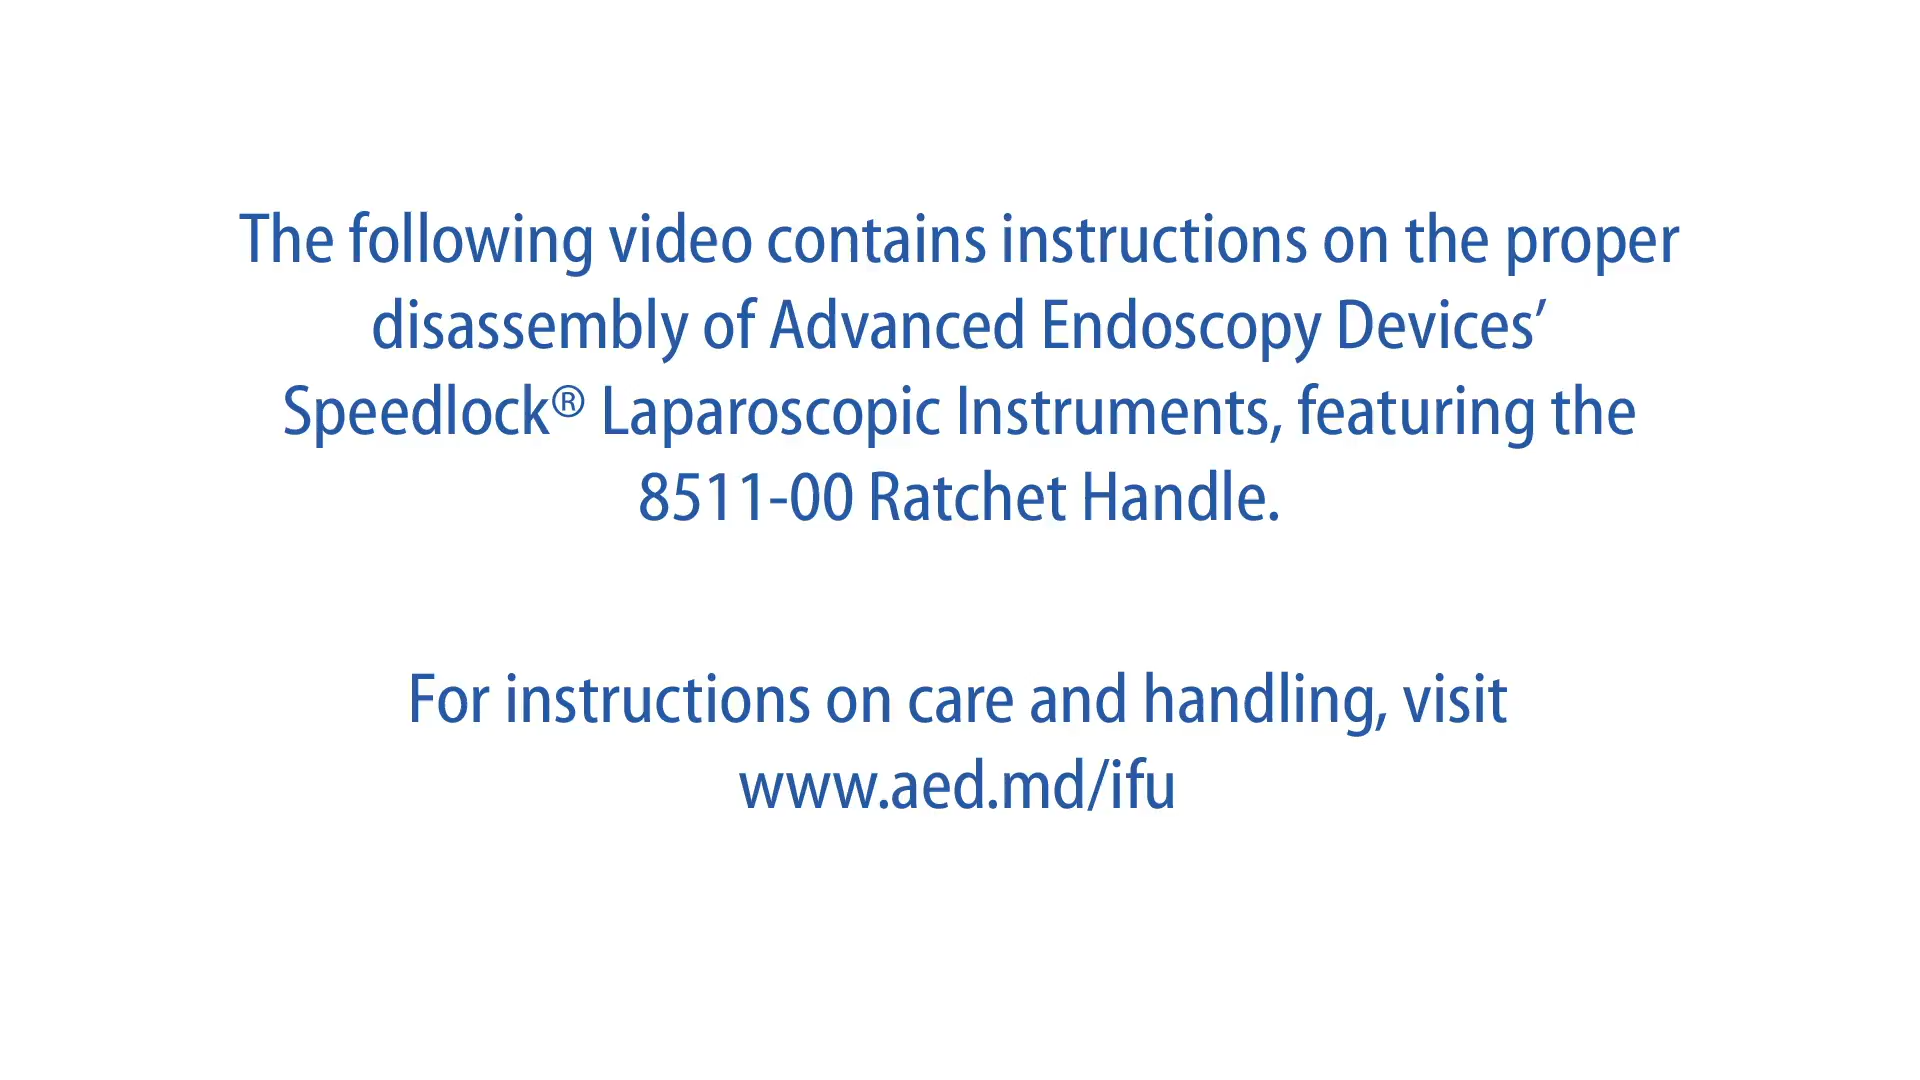 The following video contains instructions on the proper
disassembly of Advanced Endoscopy Devices’
Speedlock® Laparoscopic Instruments, featuring the
8511-00 Ratchet Handle.
For instructions on care and handling, visit
www.aed.md/ifu